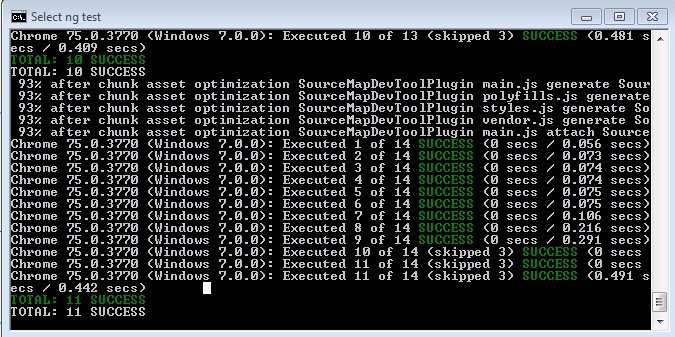 Select ng test
Chrome 75.0.3770 (Windows 7.0.0): Executed 10 of 13 (skipped 3) SUCCESS (0.481 s
ecs / 0.409 secs)
TOTAL: 10 SUCCESS
TOTAL: 10 SUCCESS
93% after chunk asset optimization SourceMapDevToolPlugin main.js generate Sour
93% after chunk asset optimization SourceMapDevToolPlugin polyfills.js generate
93% after chunk asset optimization SourceMapDevToolPlugin styles.js generate So
93% after chunk asset optimization SourceMapDevToolPlugin vendor.js generate So
93% after chunk asset optimization SourceMapDevToolPlugin main.js attach Source
Chrome 75.0.3770 (Windows 7.0.0): Executed 1 of 14 SUCCESS (0 secs / 0.056 secs)
Chrome 75.0.3770 (Windows 7.0.0): Executed 2 of 14 SUCCESS (0 secs / 0.073 secs)
Chrome 75.0.3770 (Windows 7.0.0): Executed 3 of 14 SUCCESS (0 secs / 0.074 secs)
Chrome 75.0.3770 (Windows 7.0.0): Executed 4 of 14 SUCCESS (0 secs / 0.074 secs)
Chrome 75.0.3770 (Windows 7.0.0): Executed 5 of 14 SUCCESS (0 secs / 0.075 secs)
Chrome 75.0.3770 (Windows 7.0.0): Executed 6 of 14 SUCCESS (0 secs / 0.075 secs)
Chrome 75.0.3770 (Windows 7.0.0): Executed 7 of 14 SUCCESS (0 secs / 0.106 secs)
Chrome 75.0.3770 (Windows 7.0.0): Executed 8 of 14 SUCCESS (0 secs / 0.216 secs)
Chrome 75.0.3770 (Windows 7.0.0): Executed 9 of 14 SUCCESS (0 secs / 0.291 secs)
Chrome 75.0.3770 (Windows 7.0.0): Executed 10 of 14 (skipped 3) SUCCESS (0 secs
Chrome 75.0.3770 (Windows 7.0.0): Executed 11 of 14 (skipped 3) SUCCESS (0 secs
Chrome 75.0.3770 (Windows 7.0.0): Executed 11 of 14 (skipped 3) SUCCESS (0.491 s
ecs / 0.442 secs)
TOTAL: 11 SUCCESS
TOTAL: 11 SUCCESS